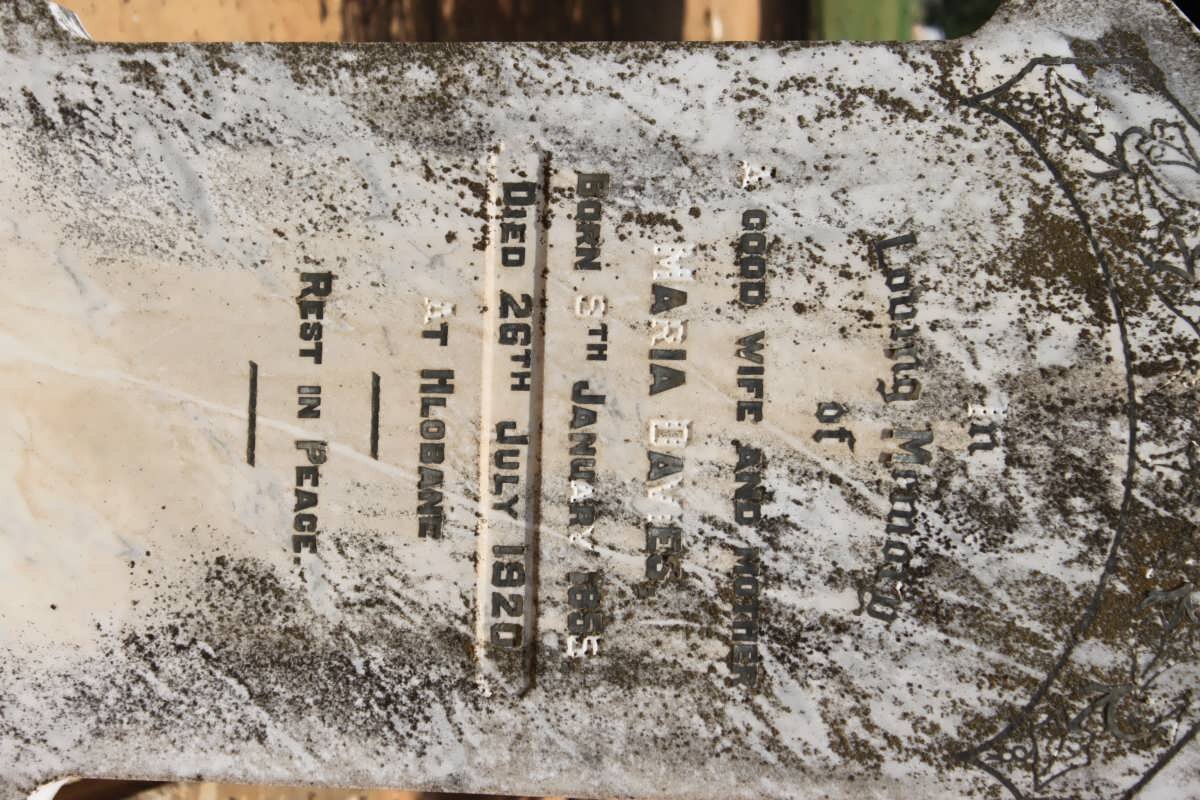 In
Loving Memory
of
A GOOD WIFE AND MOTHER
MARIA DAVIES,
BORN JANUARY 1865
DIED 26TH JULY 1920
AT HLOBANE
REST IN PEACE.